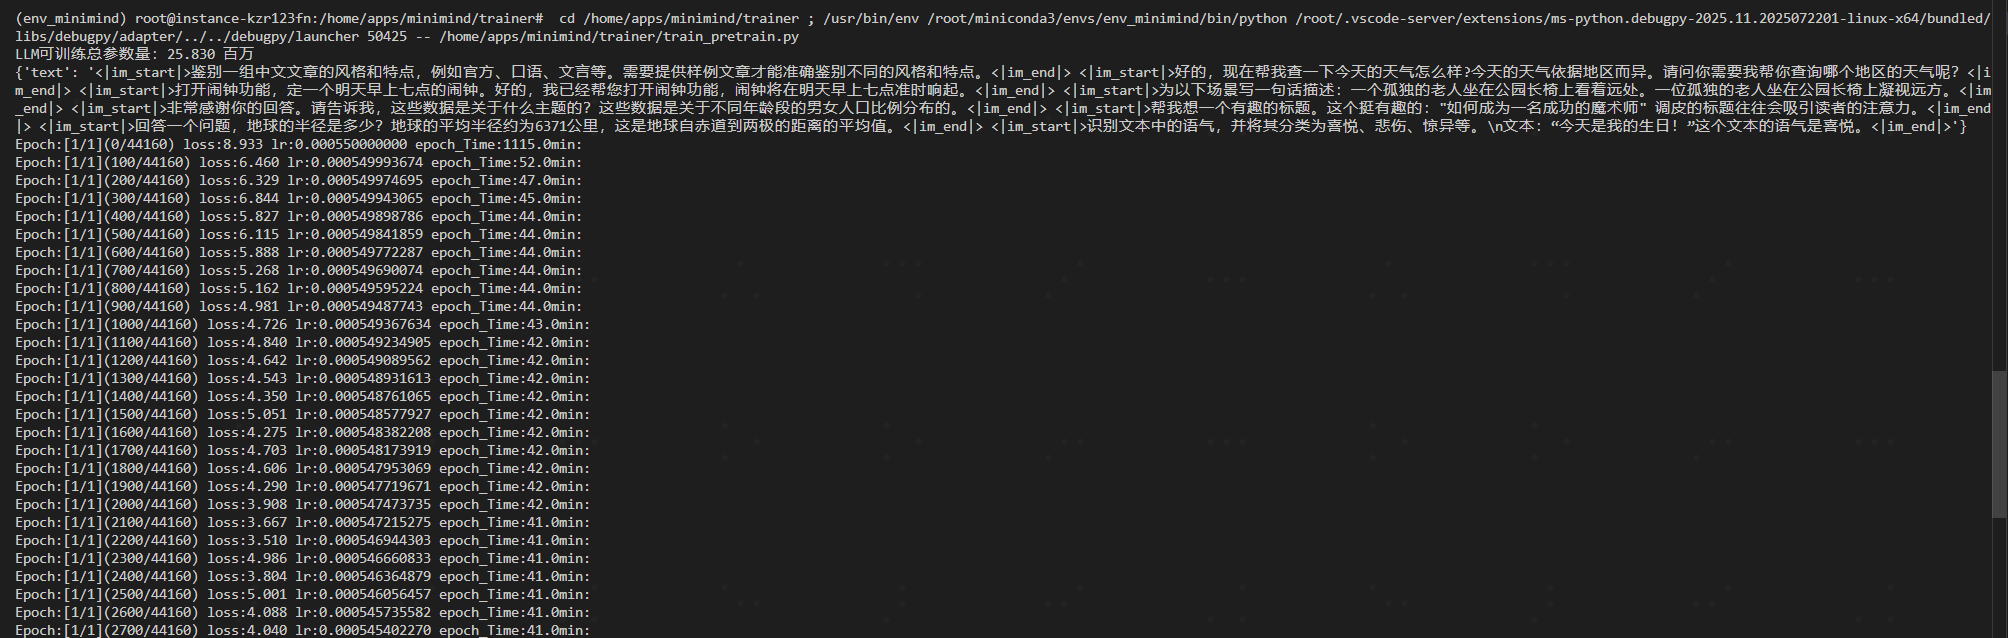 (env_minimind) root@instance-kzr123fn:/home/apps/minimind/trainer#  cd /home/apps/minimind/trainer ; /usr/bin/env /root/miniconda3/envs/env_minimind/bin/python /root/.vscode-server/extensions/ms-python.debugpy-2025.11.2025072201-linux-x64/bundled/
libs/debugpy/adapter/../../debugpy/launcher 50425 -- /home/apps/minimind/trainer/train_pretrain.py
LLM可训练总参数量：25.830 百万
{'text': '<|im_start|>鉴别一组中文文章的风格和特点，例如官方、口语、文言等。需要提供样例文章才能准确鉴别不同的风格和特点。<|im_end|> <|im_start|>好的，现在帮我查一下今天的天气怎么样?今天的天气依据地区而异。请问你需要我帮你查询哪个地区的天气呢？<|i
m_end|> <|im_start|>打开闹钟功能，定一个明天早上七点的闹钟。好的，我已经帮您打开闹钟功能，闹钟将在明天早上七点准时响起。<|im_end|> <|im_start|>为以下场景写一句话描述：一个孤独的老人坐在公园长椅上看着远处。一位孤独的老人坐在公园长椅上凝视远方。<|im
_end|> <|im_start|>非常感谢你的回答。请告诉我，这些数据是关于什么主题的？这些数据是关于不同年龄段的男女人口比例分布的。<|im_end|> <|im_start|>帮我想一个有趣的标题。这个挺有趣的："如何成为一名成功的魔术师" 调皮的标题往往会吸引读者的注意力。<|im_end
|> <|im_start|>回答一个问题，地球的半径是多少？地球的平均半径约为6371公里，这是地球自赤道到两极的距离的平均值。<|im_end|> <|im_start|>识别文本中的语气，并将其分类为喜悦、悲伤、惊异等。\n文本：“今天是我的生日！”这个文本的语气是喜悦。<|im_end|>'}
Epoch:[1/1](0/44160) loss:8.933 lr:0.000550000000 epoch_Time:1115.0min:
Epoch:[1/1](100/44160) loss:6.460 lr:0.000549993674 epoch_Time:52.0min:
Epoch:[1/1](200/44160) loss:6.329 lr:0.000549974695 epoch_Time:47.0min:
Epoch:[1/1](300/44160) loss:6.844 lr:0.000549943065 epoch_Time:45.0min:
Epoch:[1/1](400/44160) loss:5.827 lr:0.000549898786 epoch_Time:44.0min:
Epoch:[1/1](500/44160) loss:6.115 lr:0.000549841859 epoch_Time:44.0min:
Epoch:[1/1](600/44160) loss:5.888 lr:0.000549772287 epoch_Time:44.0min:
Epoch:[1/1](700/44160) loss:5.268 lr:0.000549690074 epoch_Time:44.0min:
Epoch:[1/1](800/44160) loss:5.162 lr:0.000549595224 epoch_Time:44.0min:
Epoch:[1/1](900/44160) loss:4.981 lr:0.000549487743 epoch_Time:44.0min:
Epoch:[1/1](1000/44160) loss:4.726 lr:0.000549367634 epoch_Time:43.0min:
Epoch:[1/1](1100/44160) loss:4.840 lr:0.000549234905 epoch_Time:42.0min:
Epoch:[1/1](1200/44160) loss:4.642 lr:0.000549089562 epoch_Time:42.0min:
Epoch:[1/1](1300/44160) loss:4.543 lr:0.000548931613 epoch_Time:42.0min:
Epoch:[1/1](1400/44160) loss:4.350 lr:0.000548761065 epoch_Time:42.0min:
Epoch:[1/1](1500/44160) loss:5.051 lr:0.000548577927 epoch_Time:42.0min:
Epoch:[1/1](1600/44160) loss:4.275 lr:0.000548382208 epoch_Time:42.0min:
Epoch:[1/1](1700/44160) loss:4.703 lr:0.000548173919 epoch_Time:42.0min:
Epoch:[1/1](1800/44160) loss:4.606 lr:0.000547953069 epoch_Time:42.0min:
Epoch:[1/1](1900/44160) loss:4.290 lr:0.000547719671 epoch_Time:42.0min:
Epoch:[1/1](2000/44160) loss:3.908 lr:0.000547473735 epoch_Time:42.0min:
Epoch:[1/1](2100/44160) loss:3.667 lr:0.000547215275 epoch_Time:41.0min:
Epoch:[1/1](2200/44160) loss:3.510 lr:0.000546944303 epoch_Time:41.0min:
Epoch:[1/1](2300/44160) loss:4.986 lr:0.000546660833 epoch_Time:41.0min:
Epoch:[1/1](2400/44160) loss:3.804 lr:0.000546364879 epoch_Time:41.0min:
Epoch:[1/1](2500/44160) loss:5.001 lr:0.000546056457 epoch_Time:41.0min:
Epoch:[1/1](2600/44160) loss:4.088 lr:0.000545735582 epoch_Time:41.0min:
Epoch:[1/1](2700/44160) loss:4.040 lr:0.000545402270 epoch_Time:41.0min: